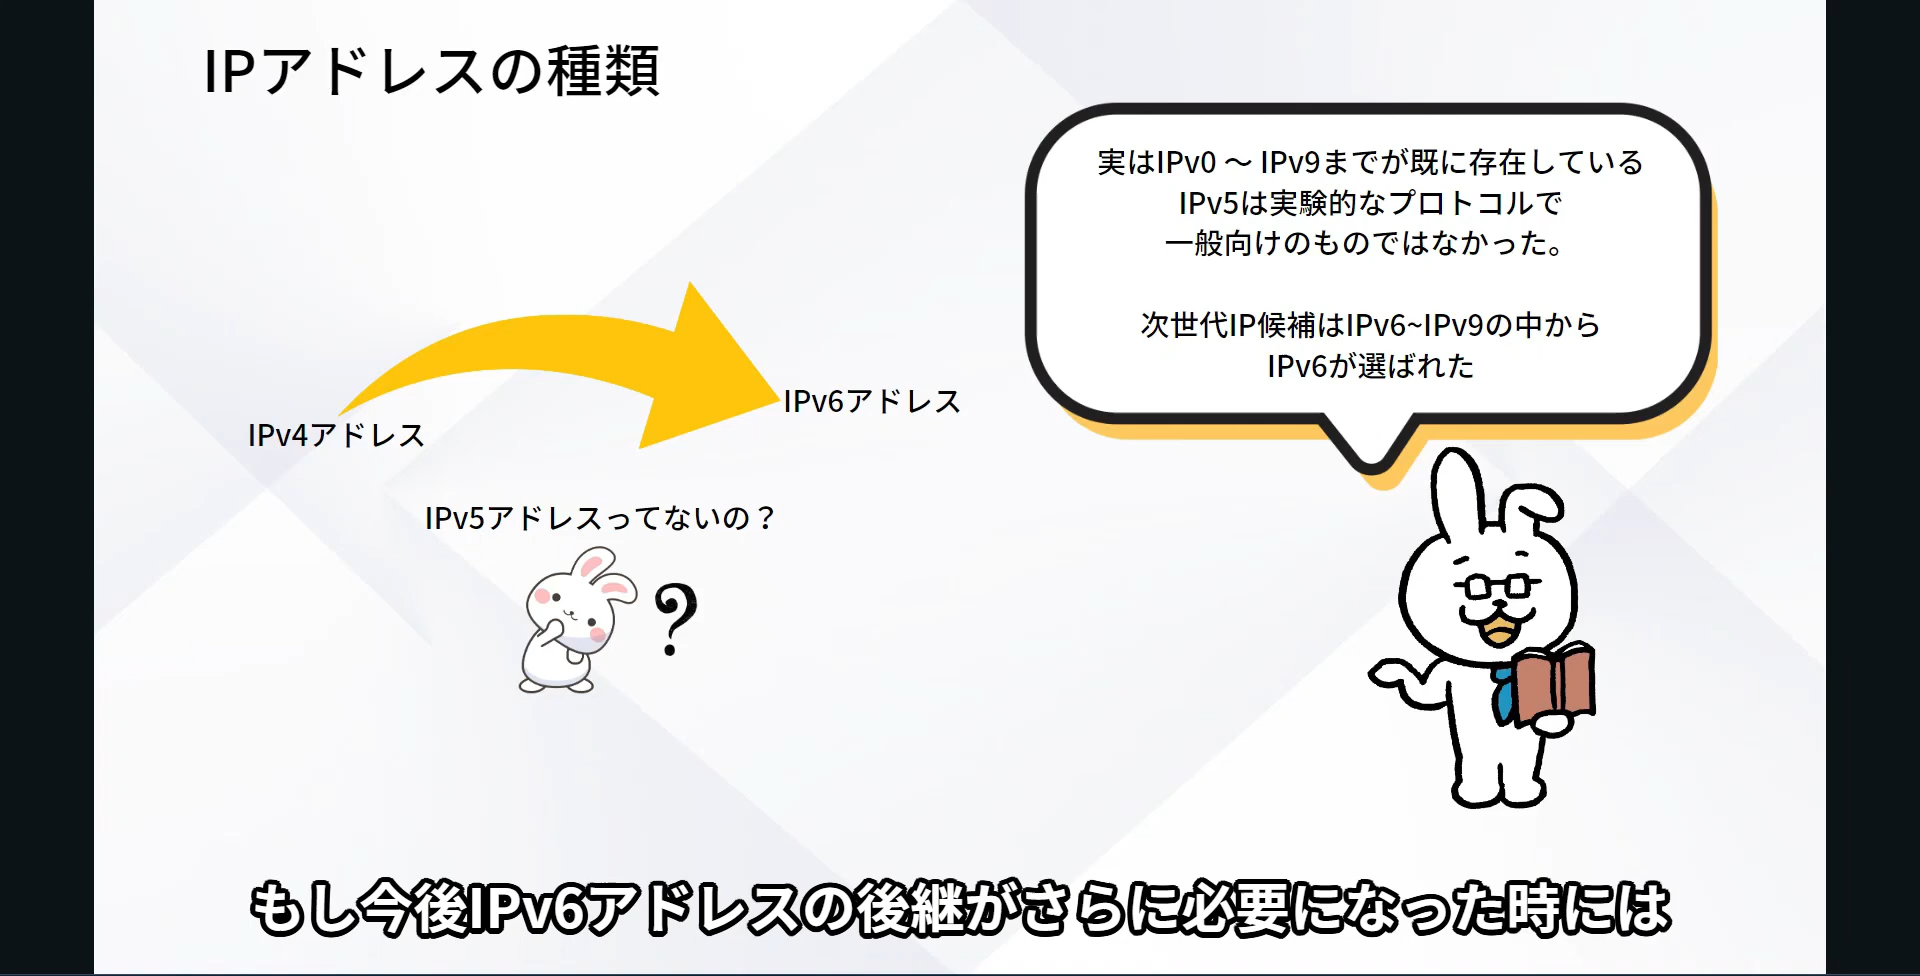 IPアドレスの種類
実はIPv0 ～ IPv9までが既に存在している
IPv5は実験的なプロトコルで
一般向けのものではなかった。
次世代IP候補はIPv6~IPv9の中から
IPv6が選ばれた
IPv6アドレス
IPv4アドレス
IPv5アドレスってないの？
?
もし今後IPv6アドレスの後継がさらに必要になった時には